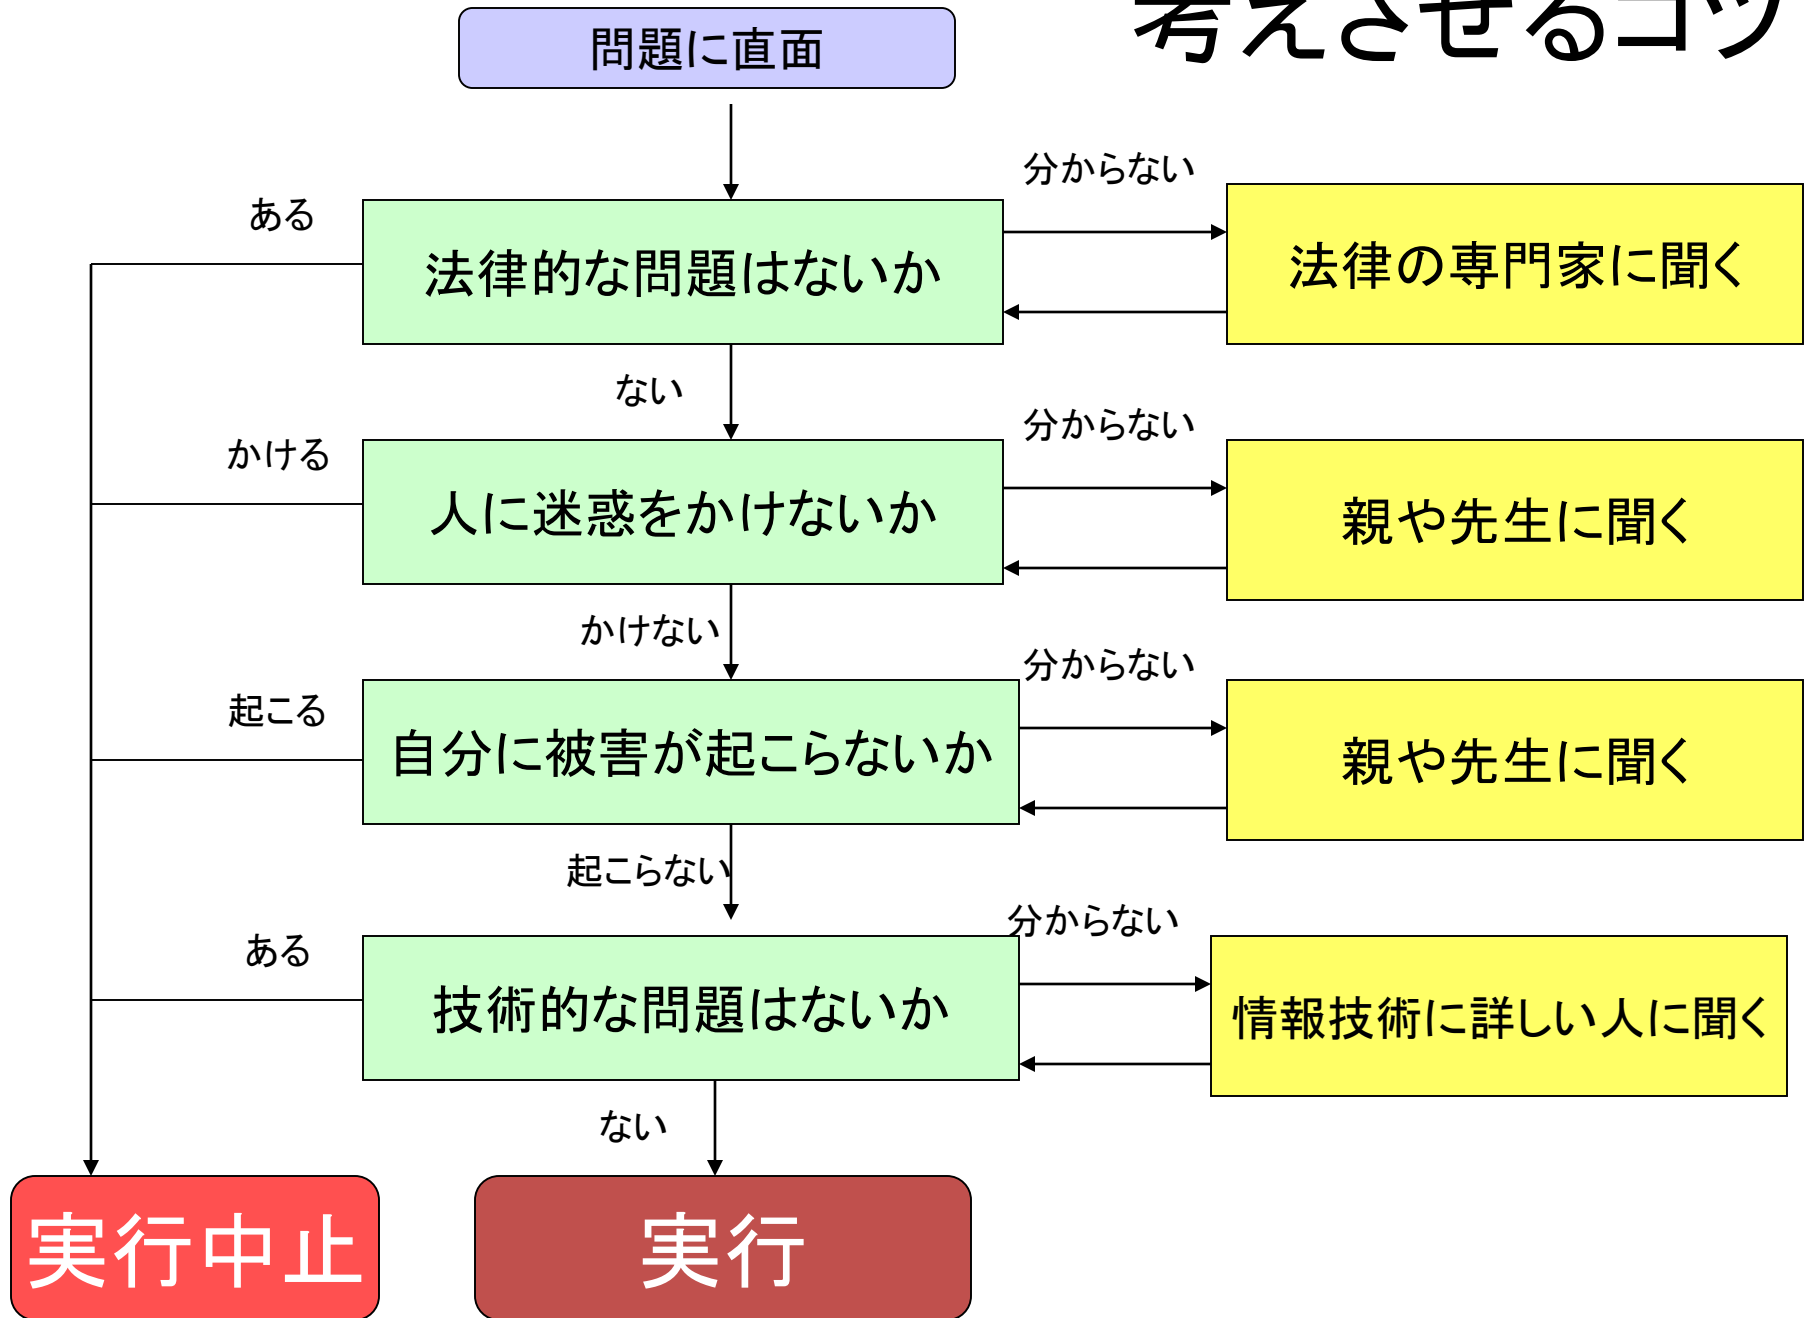 考えさせるコツ
問題に直面
分からない
ある
法律的な問題はないか
法律の専門家に聞く
ない
分からない
かける
人に迷惑をかけないか
親や先生に聞く
かけない
分からない
起こる
自分に被害が起こらないか
親や先生に聞く
起こらない
分からない
ある
技術的な問題はないか
情報技術に詳しい人に聞く
ない
実行中止
実行